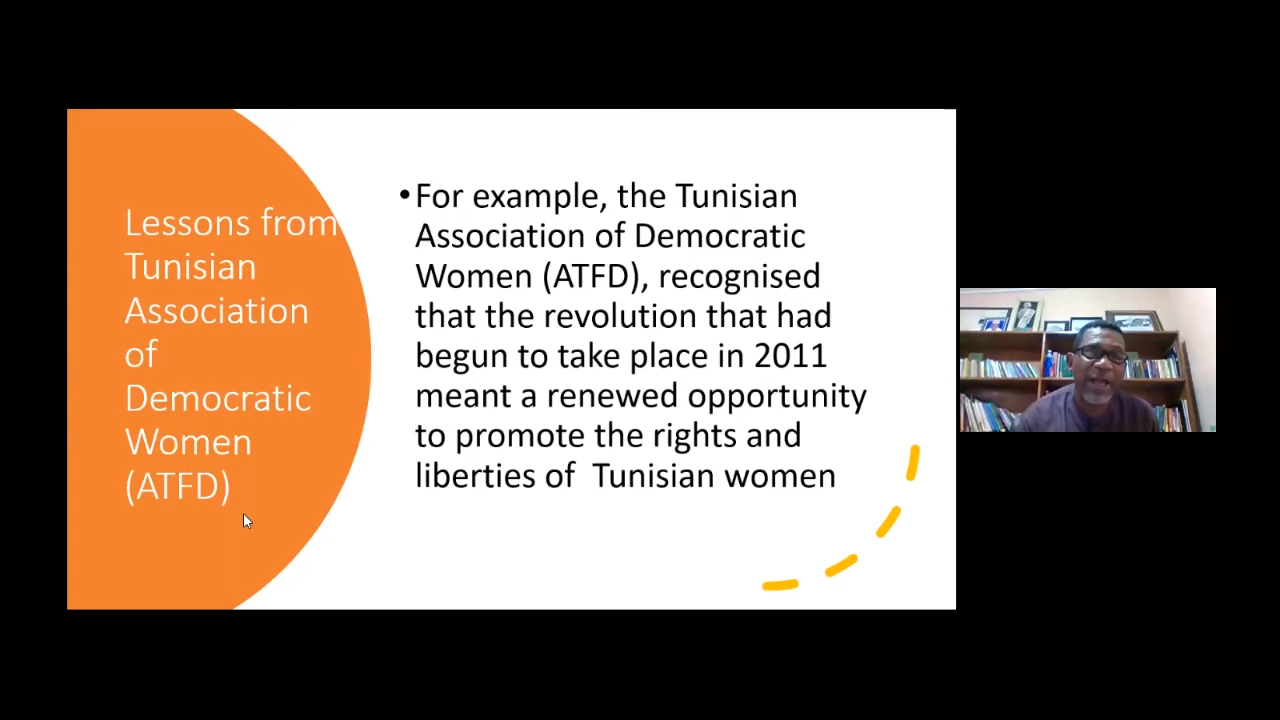 Lessons from
Tunisian
Association
of
Democratic
Women
(ATFD)
•For example, the Tunisian
Association of Democratic
Women (ATFD), recognised
that the revolution that had
begun to take place in 2011
meant a renewed opportunity
to promote the rights and
liberties of  Tunisian women